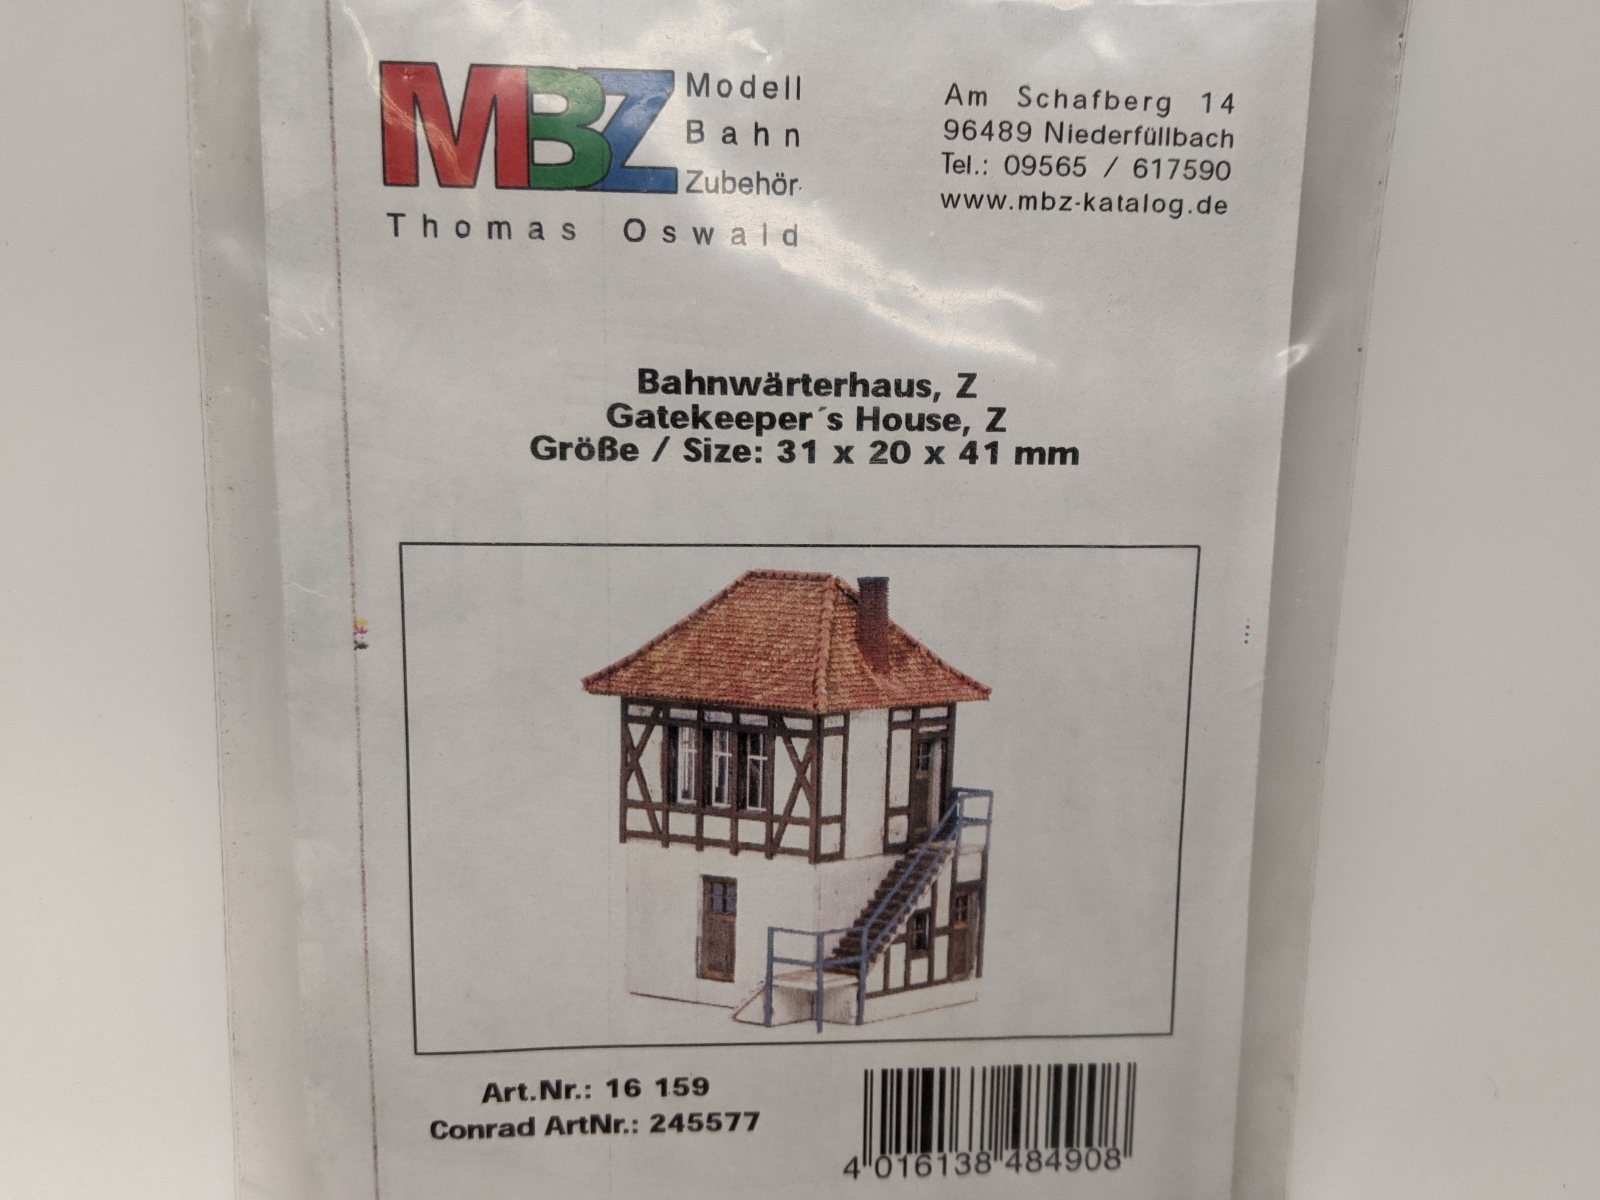 MBZ
Modell
Bahn
Zubehör
Thomas Oswald
Am Schafberg 14
96489 Niederfüllbach
Tel.: 09565 / 617590
www.mbz-katalog.de
Bahnwärterhaus, Z
Gatekeeper´s House, Z
Größe / Size: 31 x 20 x 41 mm
Art.Nr.: 16 159
Conrad ArtNr.: 245577
4 016138 484908